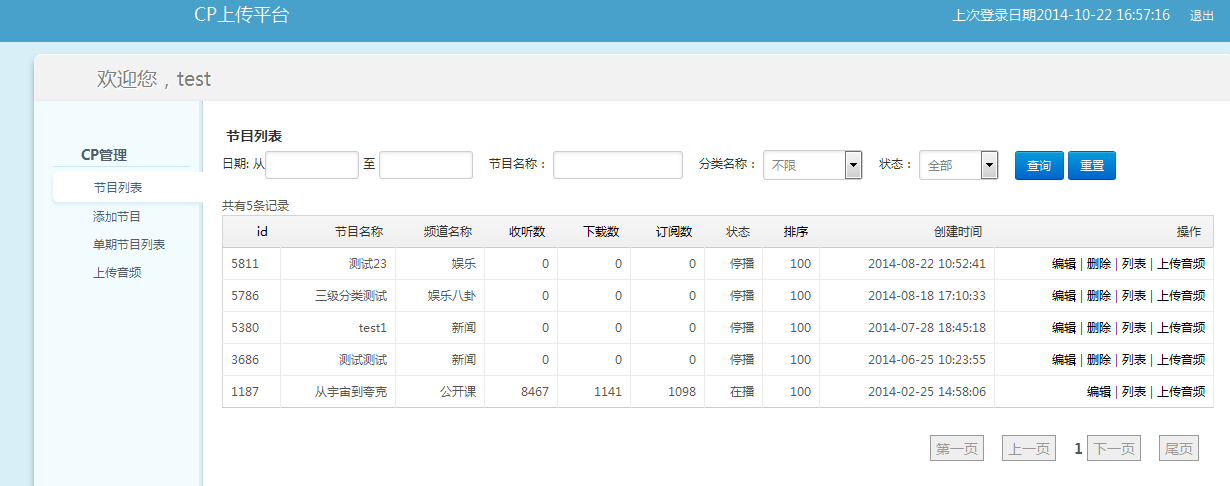 CP上传平台 上次登录日期2014-10-22 16:57:16 退出
欢迎您，test
CP管理
节目列表
添加节目
单期节目列表
上传音频
节目列表
日期: 从 至 节目名称： 分类名称： 不限 状态： 全部 查询 重置
共有5条记录
id 节目名称 频道名称 收听数 下载数 订阅数 状态 排序 创建时间 操作
5811 测试23 娱乐 0 0 0 停播 100 2014-08-22 10:52:41 编辑 | 删除 | 列表 | 上传音频
5786 三级分类测试 娱乐八卦 0 0 0 停播 100 2014-08-18 17:10:33 编辑 | 删除 | 列表 | 上传音频
5380 test1 新闻 0 0 0 停播 100 2014-07-28 18:45:18 编辑 | 删除 | 列表 | 上传音频
3686 测试测试 新闻 0 0 0 停播 100 2014-06-25 10:23:55 编辑 | 删除 | 列表 | 上传音频
1187 从宇宙到夸克 公开课 8467 1141 1098 在播 100 2014-02-25 14:58:06 编辑 | 列表 | 上传音频
第一页 上一页 1 下一页 尾页